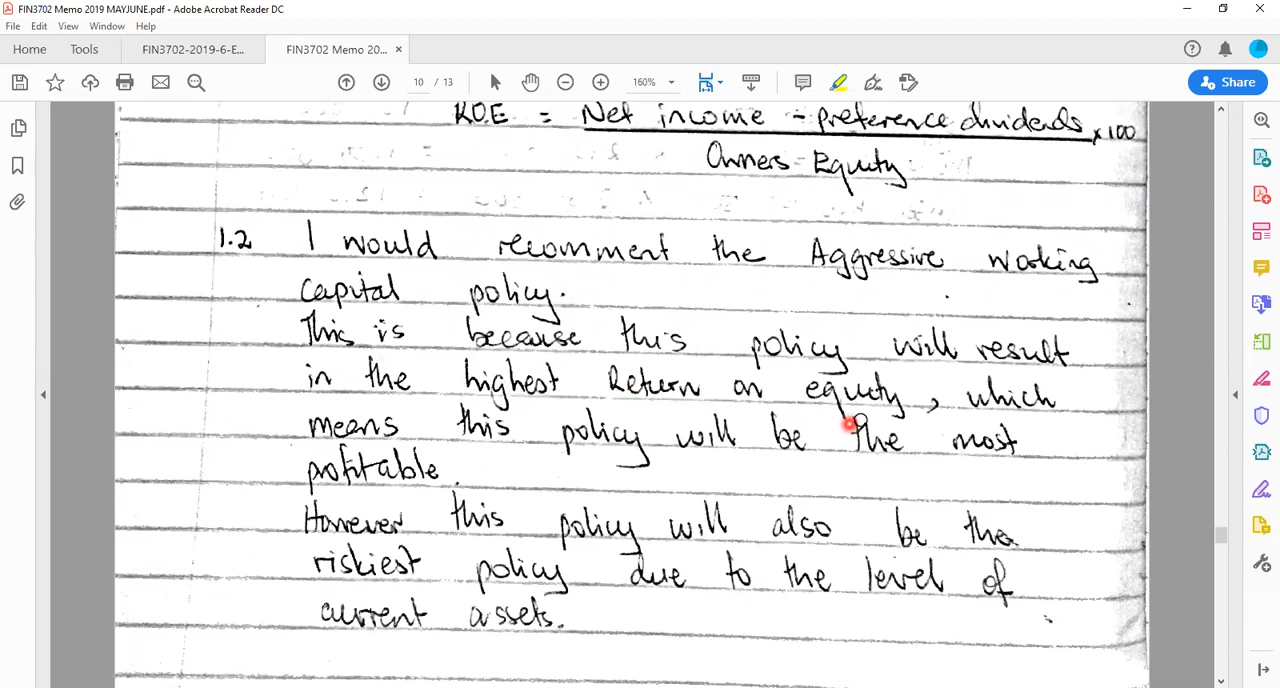 FIN3702 Memo 2019 MAYJUNE.pdf - Adobe Acrobat Reader DC
File Edit View Window Help
Home Tools FIN3702-2019-6-E... FIN3702 Memo 20... ×
10 / 13 160% Share
R.O.E = Net income - preference dividends x 100
Owners Equity
1.2 I would recomment the Aggressive working
capital policy.
This is because this policy will result
in the highest Return on equity, which
means this policy will be the most
profitable.
However this policy will also be the
riskiest policy due to the level of
current assets.